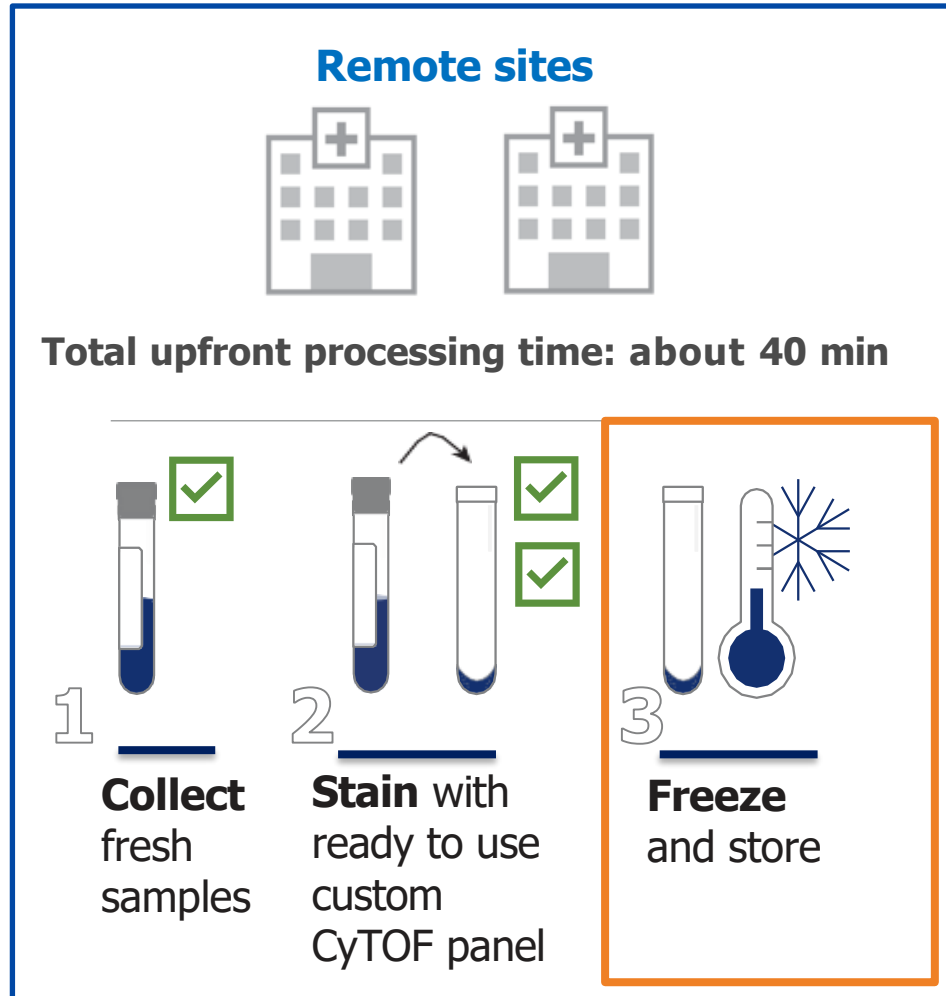 Remote sites
Total upfront processing time: about 40 min
1
Collect
fresh
samples
2
Stain with
ready to use
custom
CyTOF panel
3
Freeze
and store